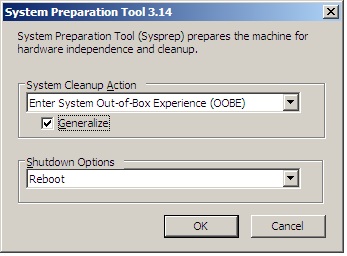 System Preparation Tool 3.14
System Preparation Tool (Sysprep) prepares the machine for
hardware independence and cleanup.
System Cleanup Action
Enter System Out-of-Box Experience (OOBE)
Generalize
Shutdown Options
Reboot
OK Cancel